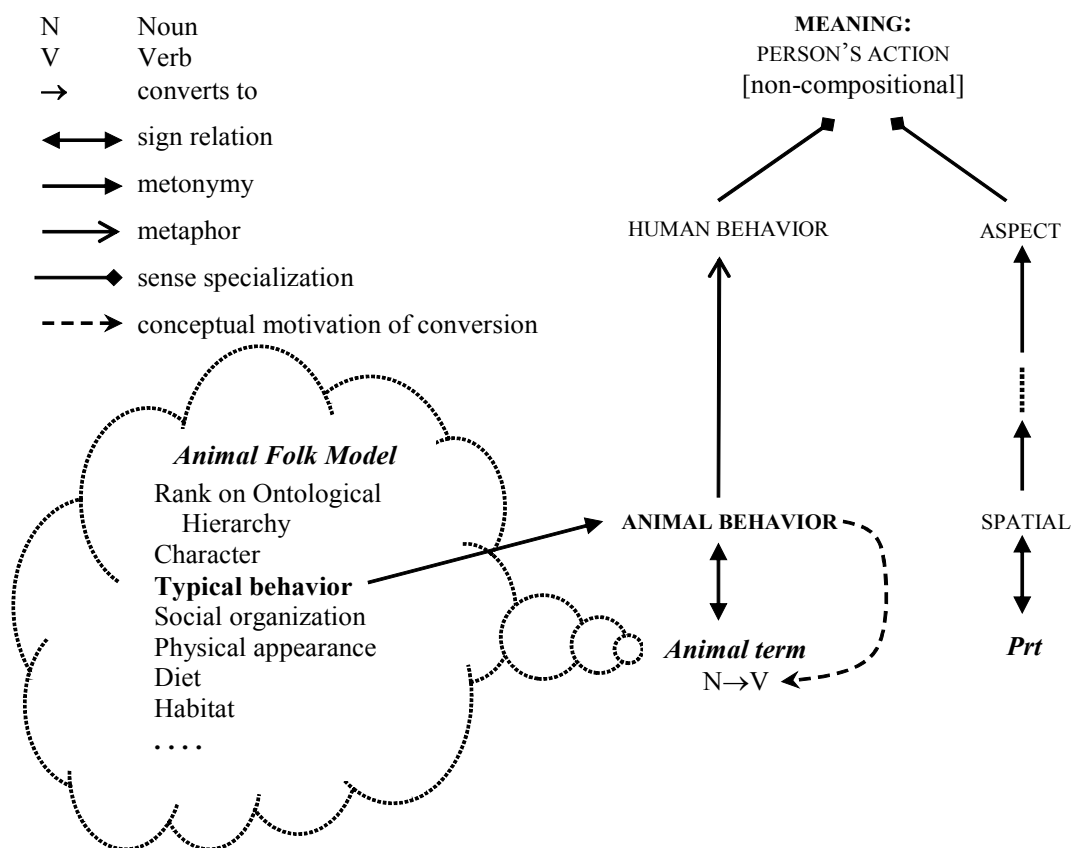 N Noun
V Verb
→ converts to
sign relation
metonymy
metaphor
sense specialization
conceptual motivation of conversion
MEANING:
PERSON'S ACTION
[non-compositional]
HUMAN BEHAVIOR
ASPECT
Animal Folk Model
Rank on Ontological
Hierarchy
Character
Typical behavior
Social organization
Physical appearance
Diet
Habitat
. . . .
ANIMAL BEHAVIOR
SPATIAL
Animal term
N→V
Prt